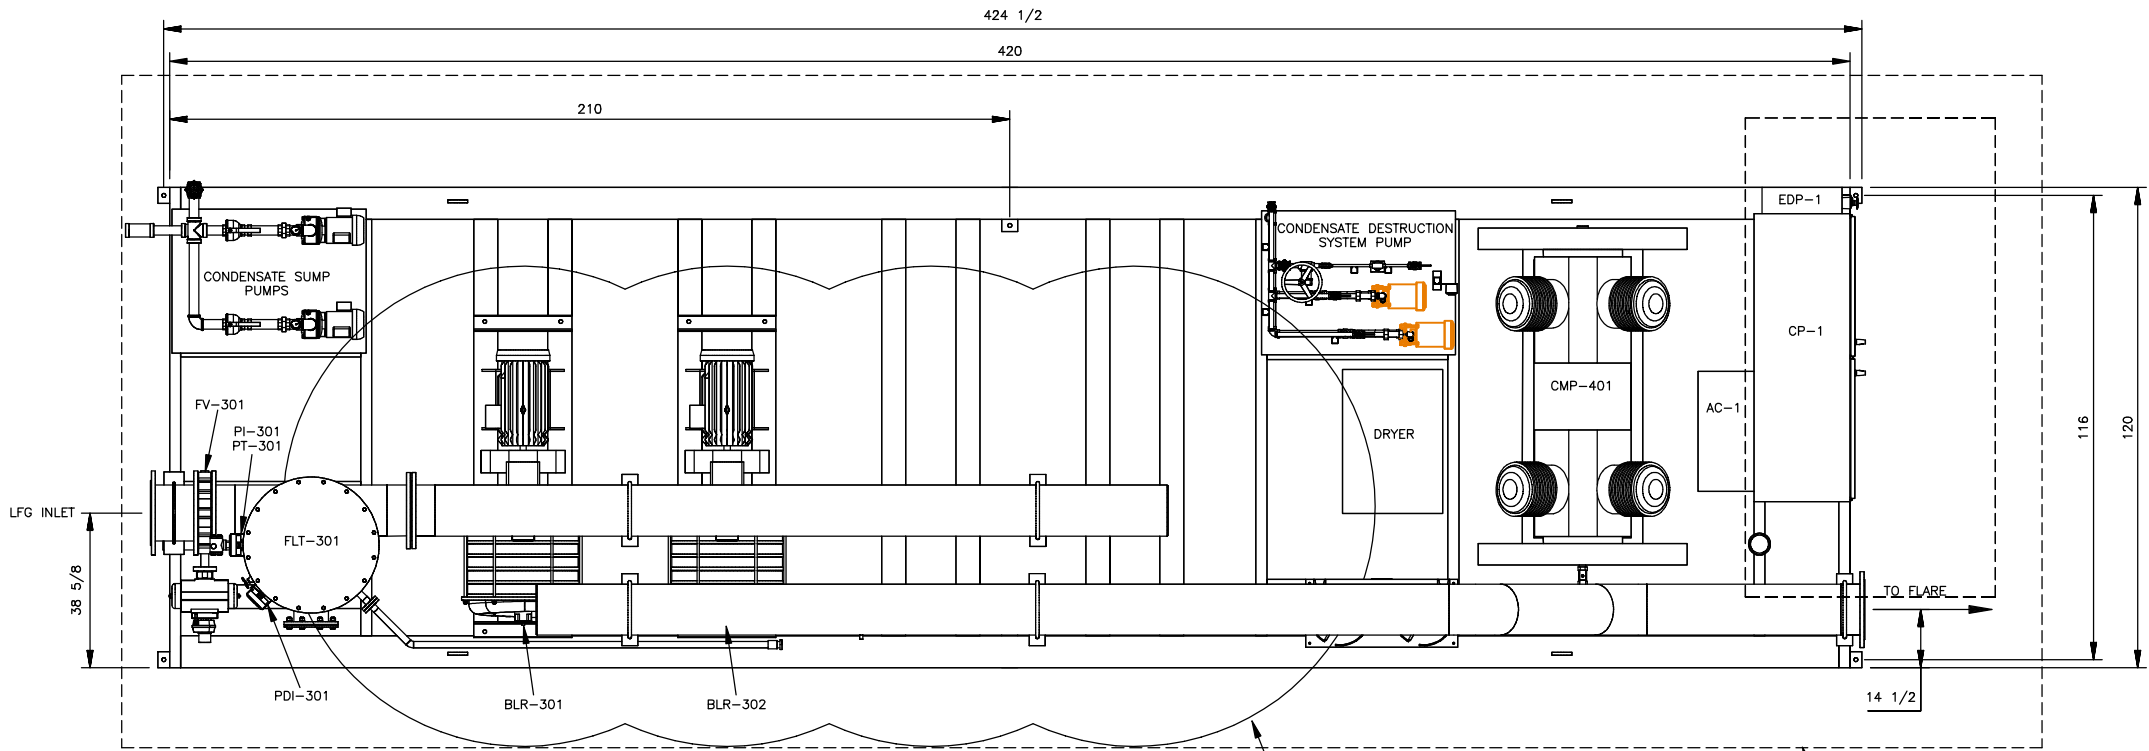 424 1/2
420
210
EDP-1
CONDENSATE DESTRUCTION
SYSTEM PUMP
CONDENSATE SUMP
PUMPS
CP-1
CMP-401
FV-301
AC-1
PI-301
PT-301
DRYER
116
120
LFG INLET
FLT-301
38 5/8
TO FLARE
PDI-301
BLR-301
BLR-302
14 1/2